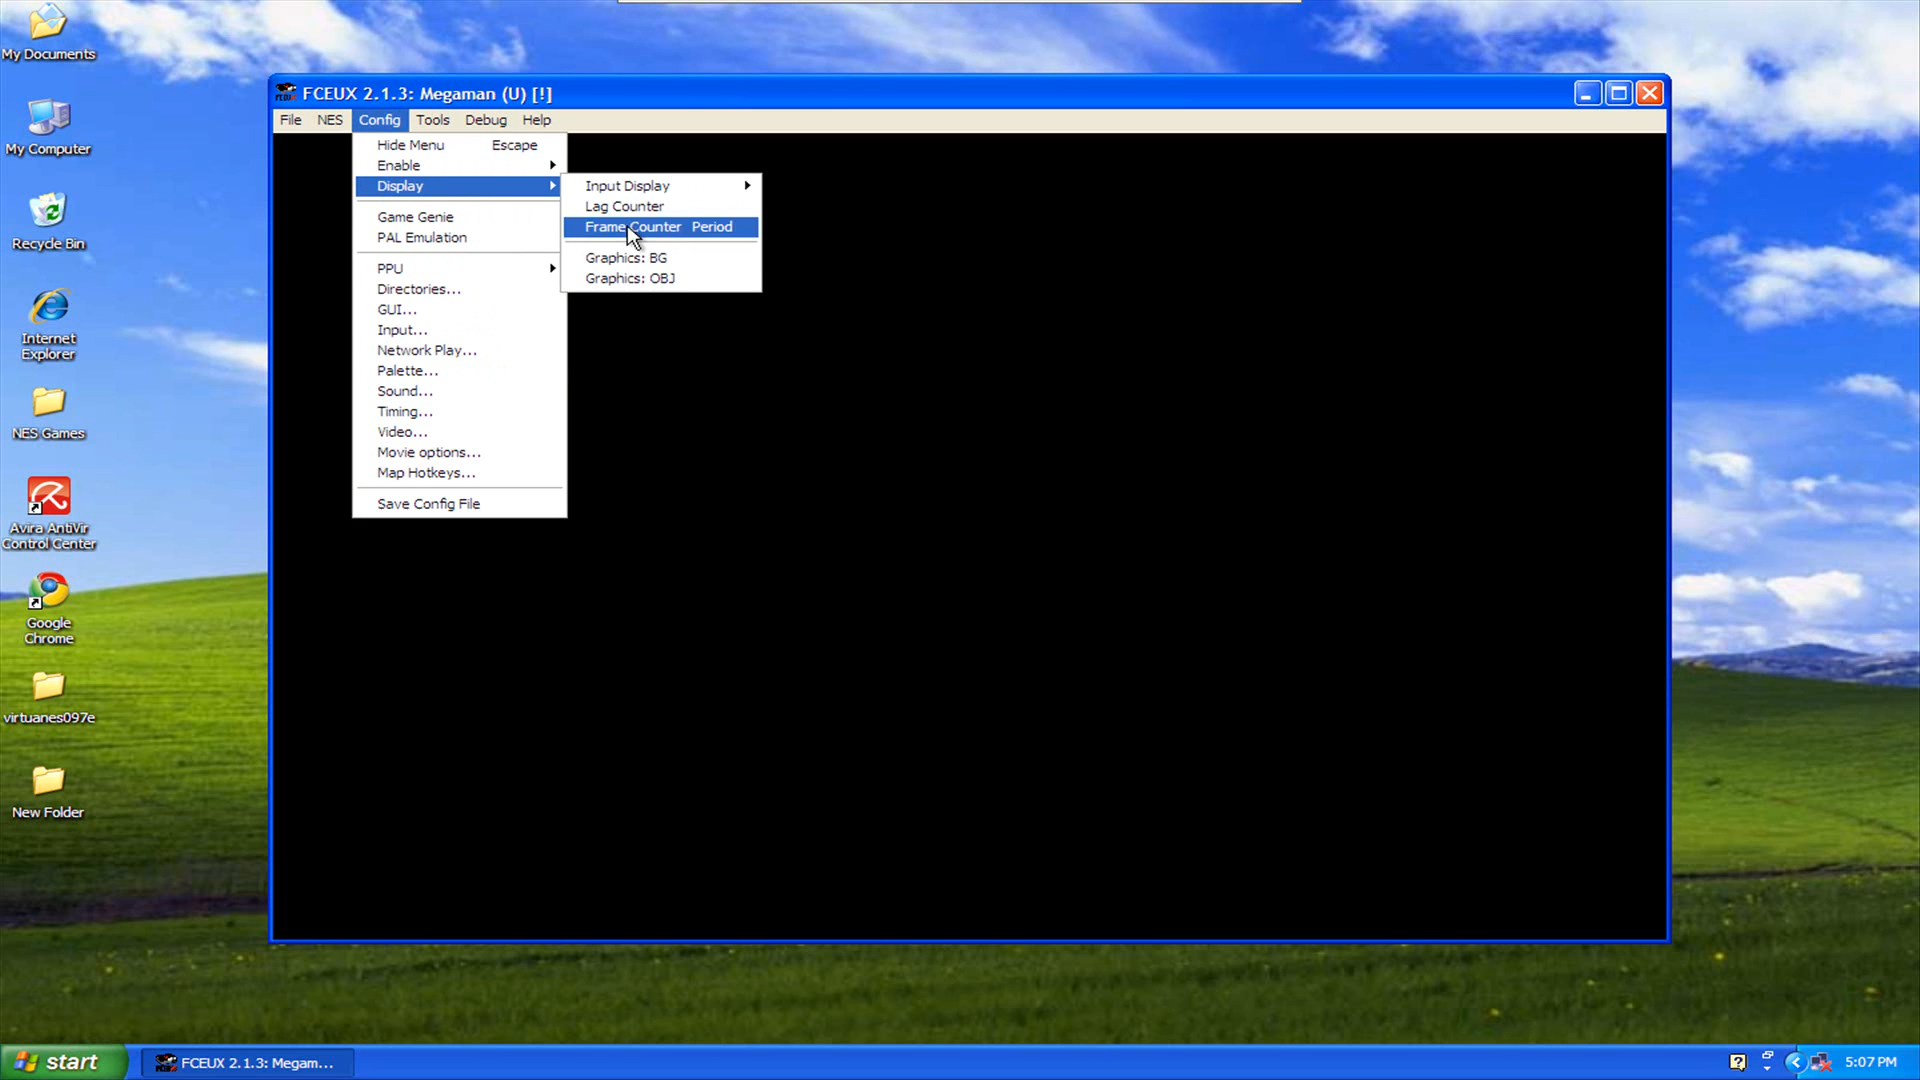 My Documents
My Computer
Recycle Bin
Internet
Explorer
NES Games
Avira AntiVir
Control Center
Google
Chrome
virtuanes097e
New Folder
FCEUX 2.1.3: Megaman (U) [!]
File NES Config Tools Debug Help
Hide Menu Escape
Enable
Display
Game Genie
PAL Emulation
PPU
Directories...
GUI...
Input...
Network Play...
Palette...
Sound...
Timing...
Video...
Movie options...
Map Hotkeys...
Save Config File
Input Display
Lag Counter
Frame Counter Period
Graphics: BG
Graphics: OBJ
start
FCEUX 2.1.3: Megam...
5:07 PM